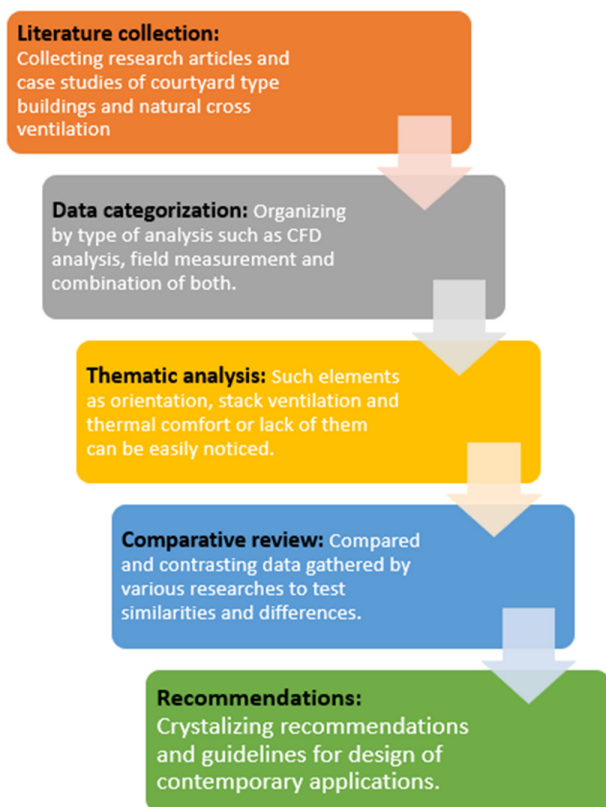 Literature collection:
Collecting research articles and
case studies of courtyard type
buildings and natural cross
ventilation
Data categorization: Organizing
by type of analysis such as CFD
analysis, field measurement and
combination of both.
Thematic analysis: Such elements
as orientation, stack ventilation and
thermal comfort or lack of them
can be easily noticed.
Comparative review: Compared
and contrasting data gathered by
various researches to test
similarities and differences.
Recommendations:
Crystalizing recommendations
and guidelines for design of
contemporary applications.